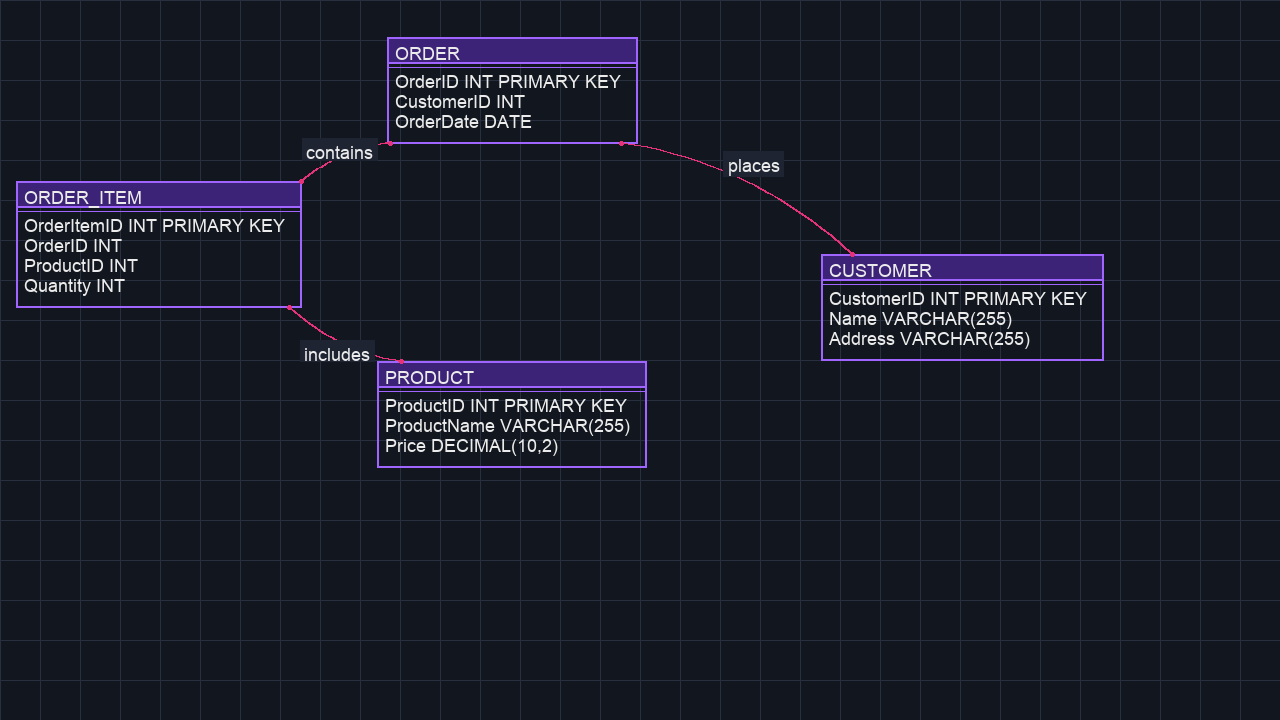 ORDER
OrderID INT PRIMARY KEY
CustomerID INT
OrderDate DATE
contains
places
ORDER_ITEM
OrderItemID INT PRIMARY KEY
OrderID INT
ProductID INT
Quantity INT
CUSTOMER
CustomerID INT PRIMARY KEY
Name VARCHAR(255)
Address VARCHAR(255)
includes
PRODUCT
ProductID INT PRIMARY KEY
ProductName VARCHAR(255)
Price DECIMAL(10,2)